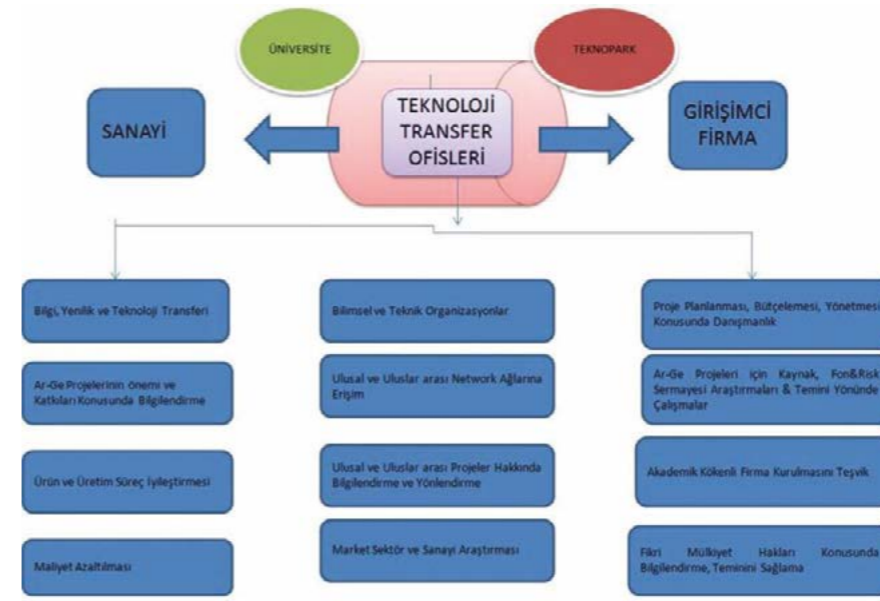 ÜNİVERSİTE
TEKNOPARK
SANAYİ
TEKNOLOJİ
TRANSFER
OFİSLERİ
GİRİŞİMCİ
FİRMA
Bilgi, Yenilik ve Teknoloji Transferi
Ar-Ge Projelerinin önemi ve
Katkıları Konusunda Bilgilendirme
Ürün ve Üretim Süreç İyileştirmesi
Maliyet Azaltılması
Bilimsel ve Teknik Organizasyonlar
Ulusal ve Uluslar arası Network Ağlarına
Erişim
Ulusal ve Uluslar arası Projeler Hakkında
Bilgilendirme ve Yönlendirme
Market Sektör ve Sanayi Araştırması
Proje Planlanması, Bütçelemesi, Yönetmesi
Konusunda Danışmanlık
Ar-Ge Projeleri için Kaynak, Fon&Risk
Sermayesi Araştırmaları & Temini Yönünde
Çalışmalar
Akademik Kökenli Firma Kurulmasını Teşvik
Fikri Mülkiyet Hakları Konusunda
Bilgilendirme, Teminini Sağlama